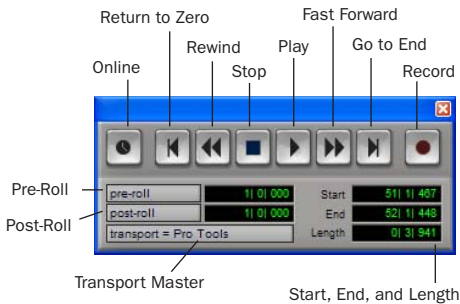 Return to Zero
Fast Forward
Rewind
Play
Go to End
Online
Stop
Record
Pre-Roll
pre-roll
1| 0| 000
Start
51| 1| 467
Post-Roll
post-roll
1| 0| 000
End
52| 1| 448
transport = Pro Tools
Length
0| 3| 941
Transport Master
Start, End, and Length